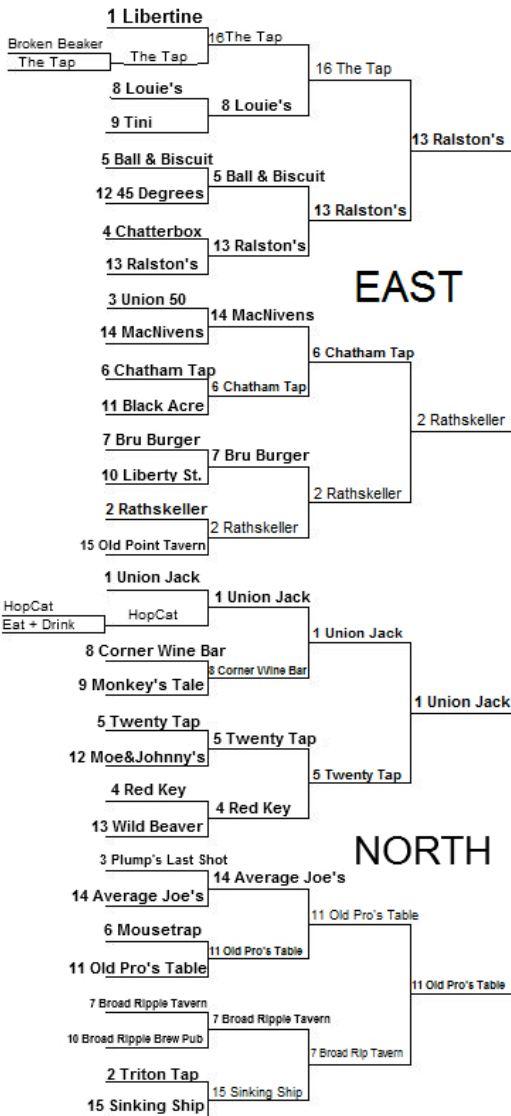 1 Libertine
Broken Beaker
The Tap
The Tap
16The Tap
16 The Tap
8 Louie's
8 Louie's
9 Tini
13 Ralston's
5 Ball & Biscuit
5 Ball & Biscuit
12 45 Degrees
13 Ralston's
4 Chatterbox
13 Ralston's
13 Ralston's
EAST
3 Union 50
14 MacNivens
14 MacNivens
6 Chatham Tap
6 Chatham Tap
6 Chatham Tap
11 Black Acre
2 Rathskeller
7 Bru Burger
7 Bru Burger
10 Liberty St.
2 Rathskeller
2 Rathskeller
2 Rathskeller
15 Old Point Tavern
1 Union Jack
1 Union Jack
HopCat
HopCat
Eat + Drink
1 Union Jack
8 Corner Wine Bar
8 Corner Wine Bar
9 Monkey's Tale
1 Union Jack
5 Twenty Tap
5 Twenty Tap
12 Moe&Johnny's
5 Twenty Tap
4 Red Key
4 Red Key
13 Wild Beaver
NORTH
3 Plump's Last Shot
14 Average Joe's
14 Average Joe's
11 Old Pro's Table
6 Mousetrap
11 Old Pro's Table
11 Old Pro's Table
11 Old Pro's Table
7 Broad Ripple Tavern
7 Broad Ripple Tavern
10 Broad Ripple Brew Pub
7 Broad Rip Tavern
2 Triton Tap
15 Sinking Ship
15 Sinking Ship